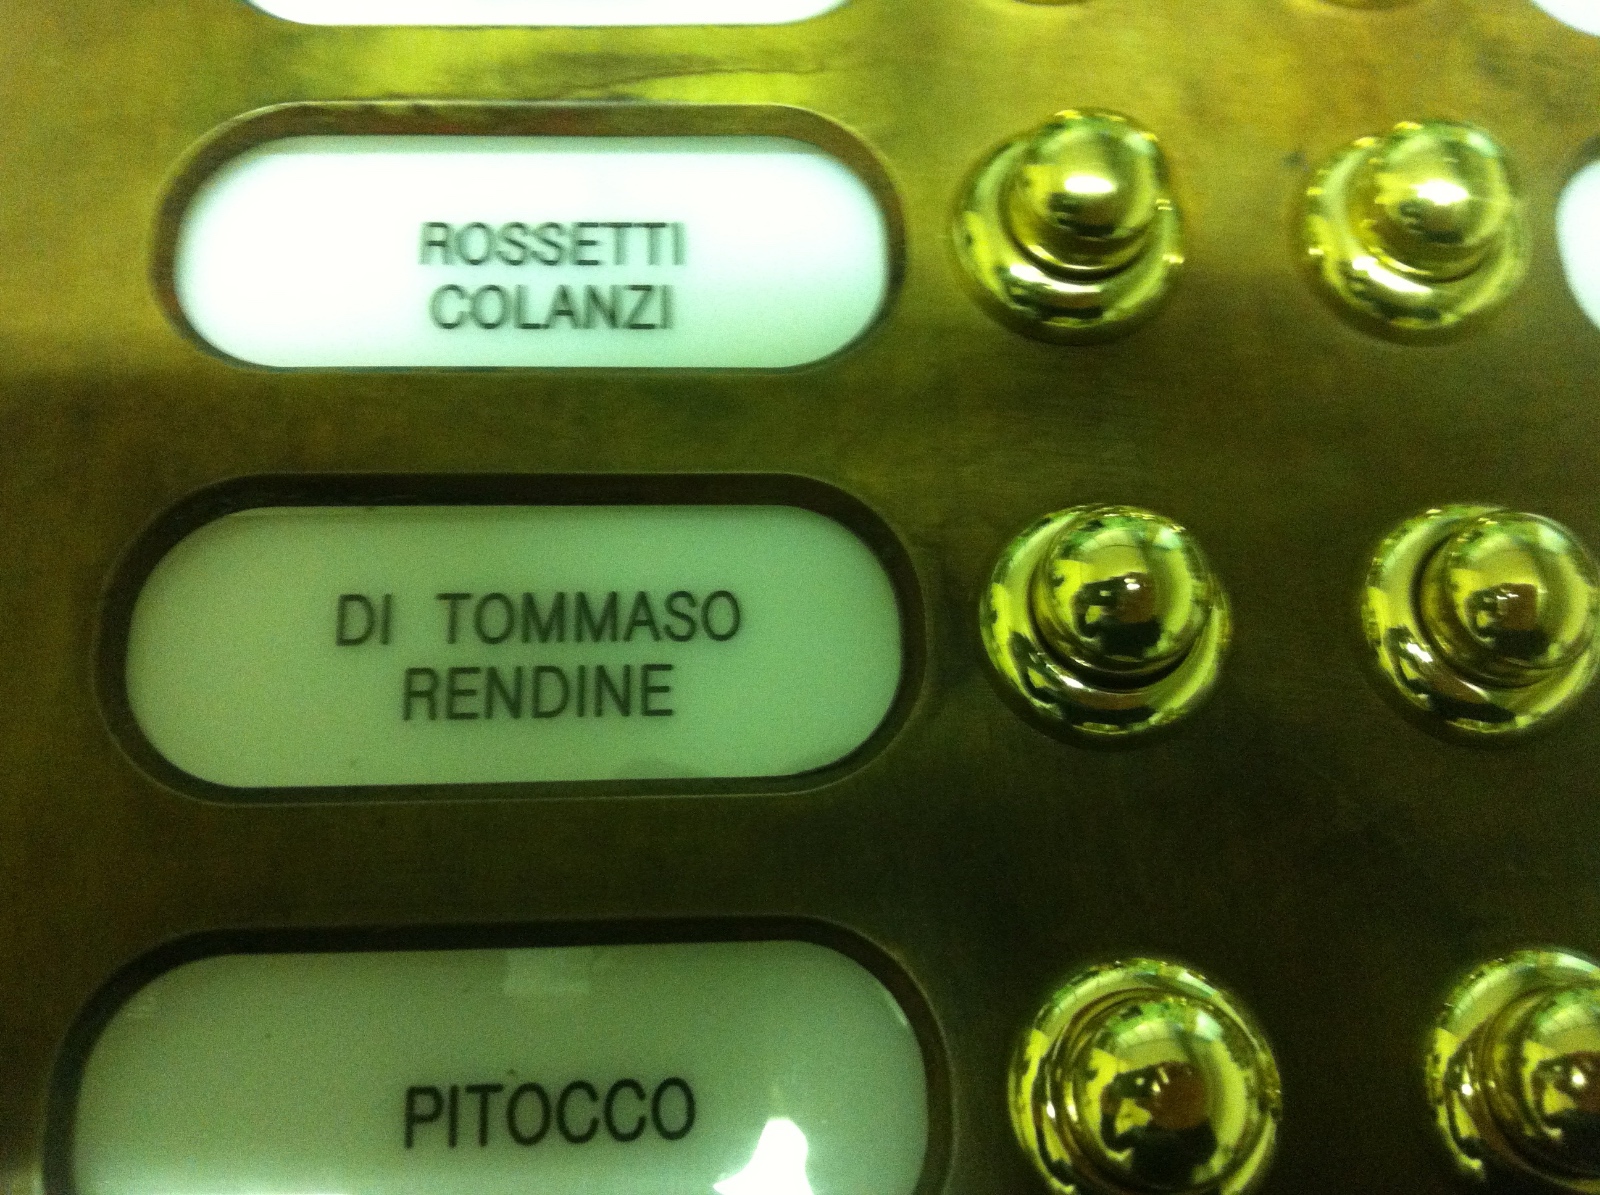 ROSSETTI
COLANZI
DI TOMMASO
RENDINE
PITOCCO